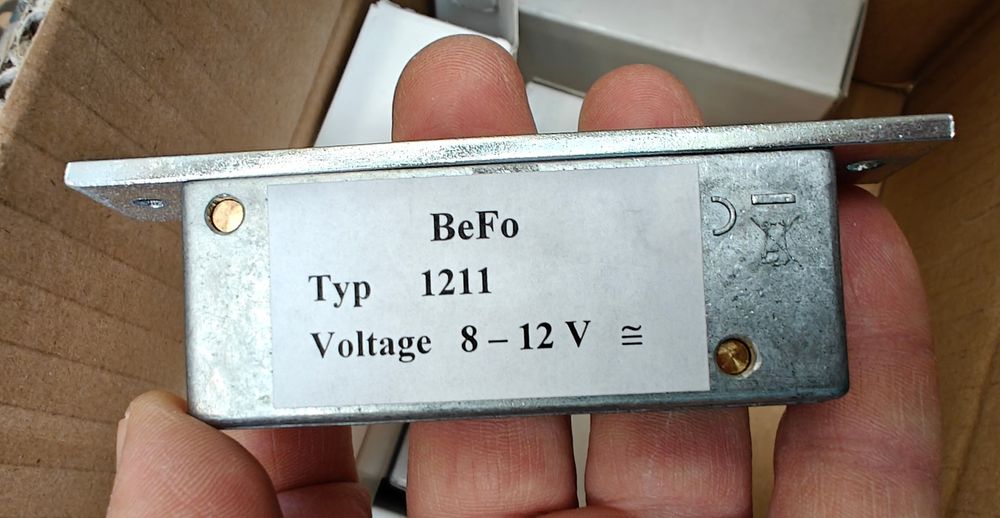 BeFo
Typ 1211
Voltage 8 – 12 V ≅